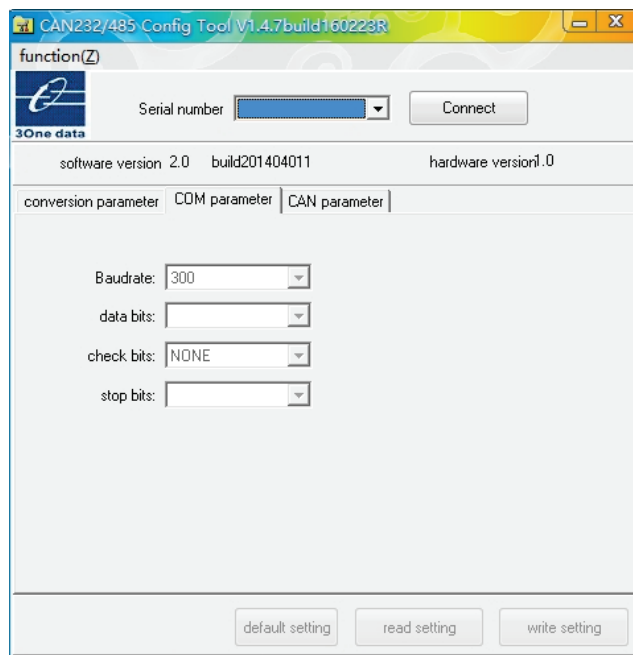 CAN232/485 Config Tool V1.4.7build160223R
function(Z)
3One data
Serial number
Connect
software version 2.0 build201404011 hardware version1.0
conversion parameter COM parameter CAN parameter
Baudrate: 300
data bits:
check bits: NONE
stop bits:
default setting read setting write setting